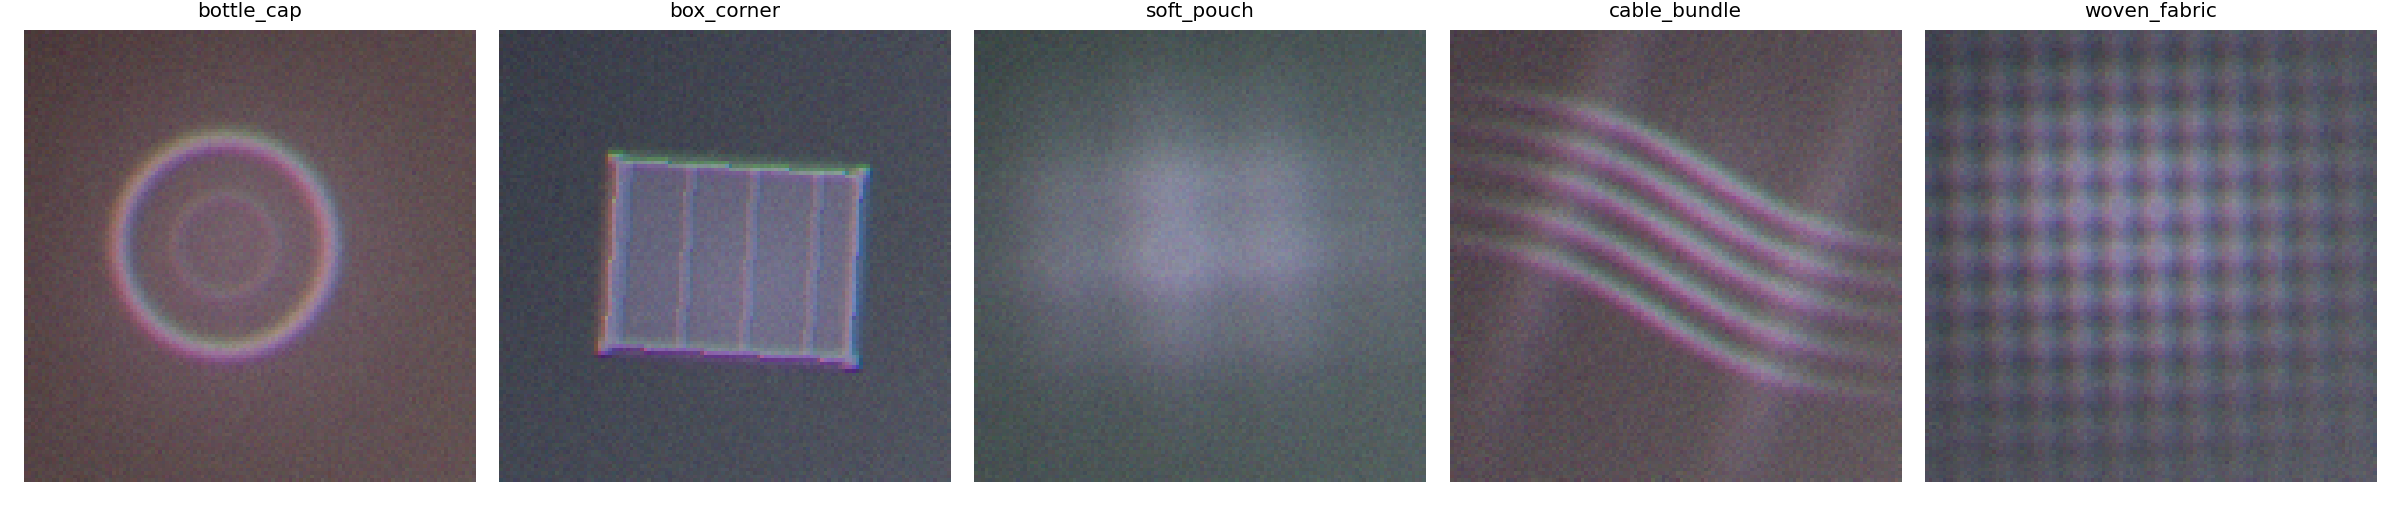 bottle_cap
box_corner
soft_pouch
cable_bundle
woven_fabric